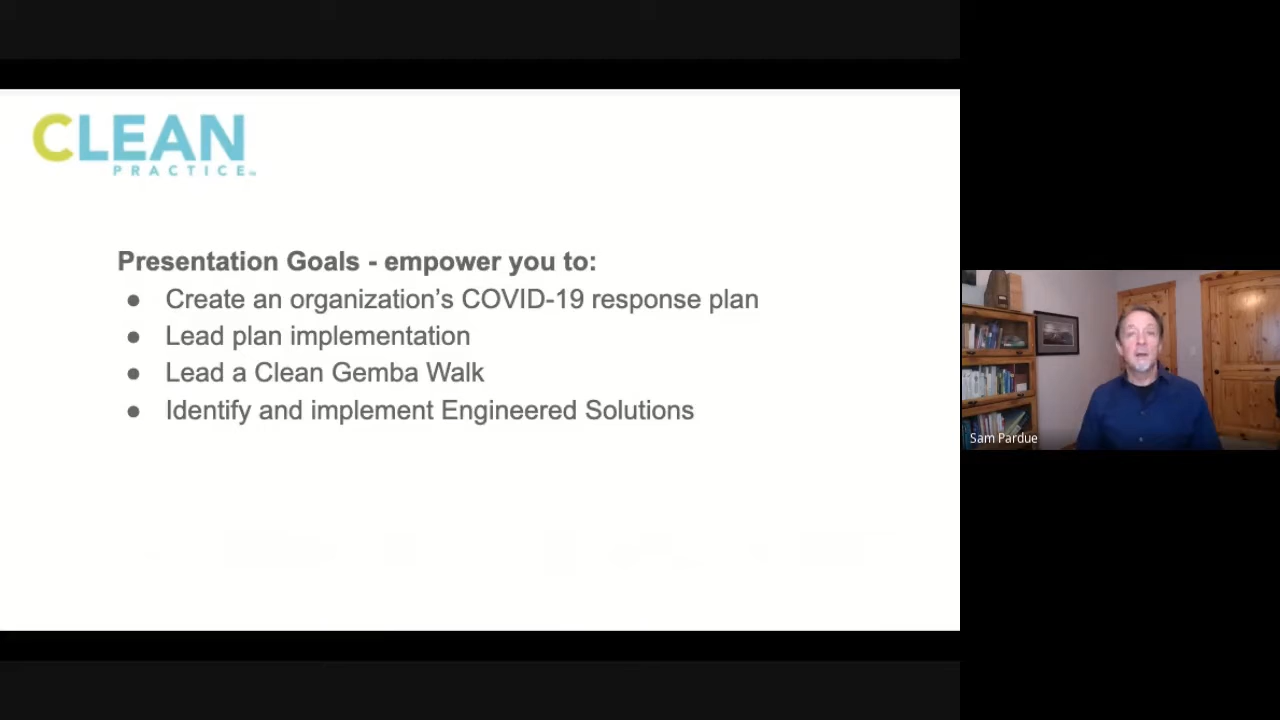 CLEAN
PRACTICE
Presentation Goals - empower you to:
● Create an organization’s COVID-19 response plan
● Lead plan implementation
● Lead a Clean Gemba Walk
● Identify and implement Engineered Solutions
Sam Pardue